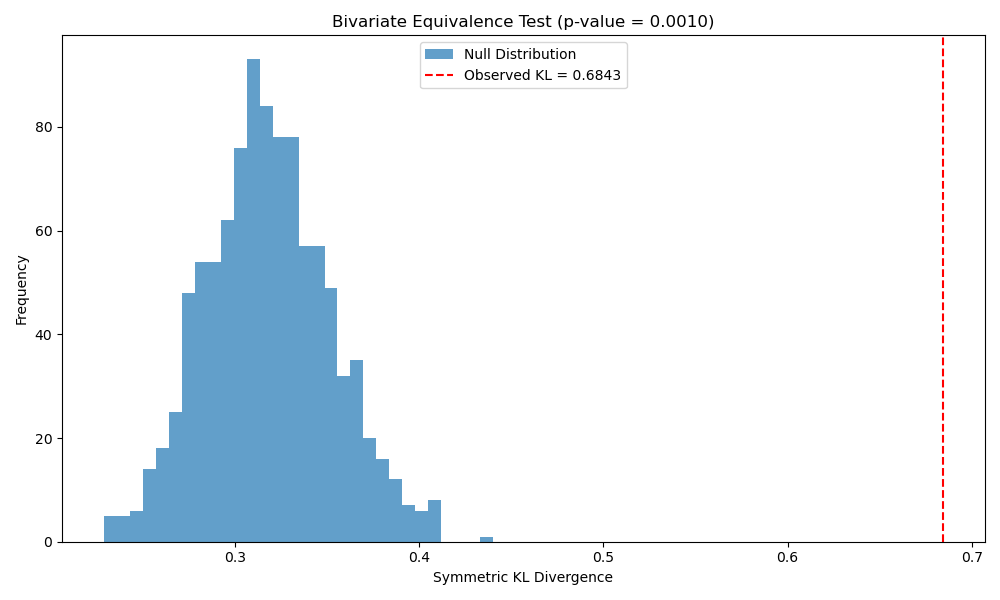 Bivariate Equivalence Test (p-value = 0.0010)
Null Distribution
Observed KL = 0.6843
Frequency
80
60
40
20
0
0.3
0.4
0.5
0.6
0.7
Symmetric KL Divergence